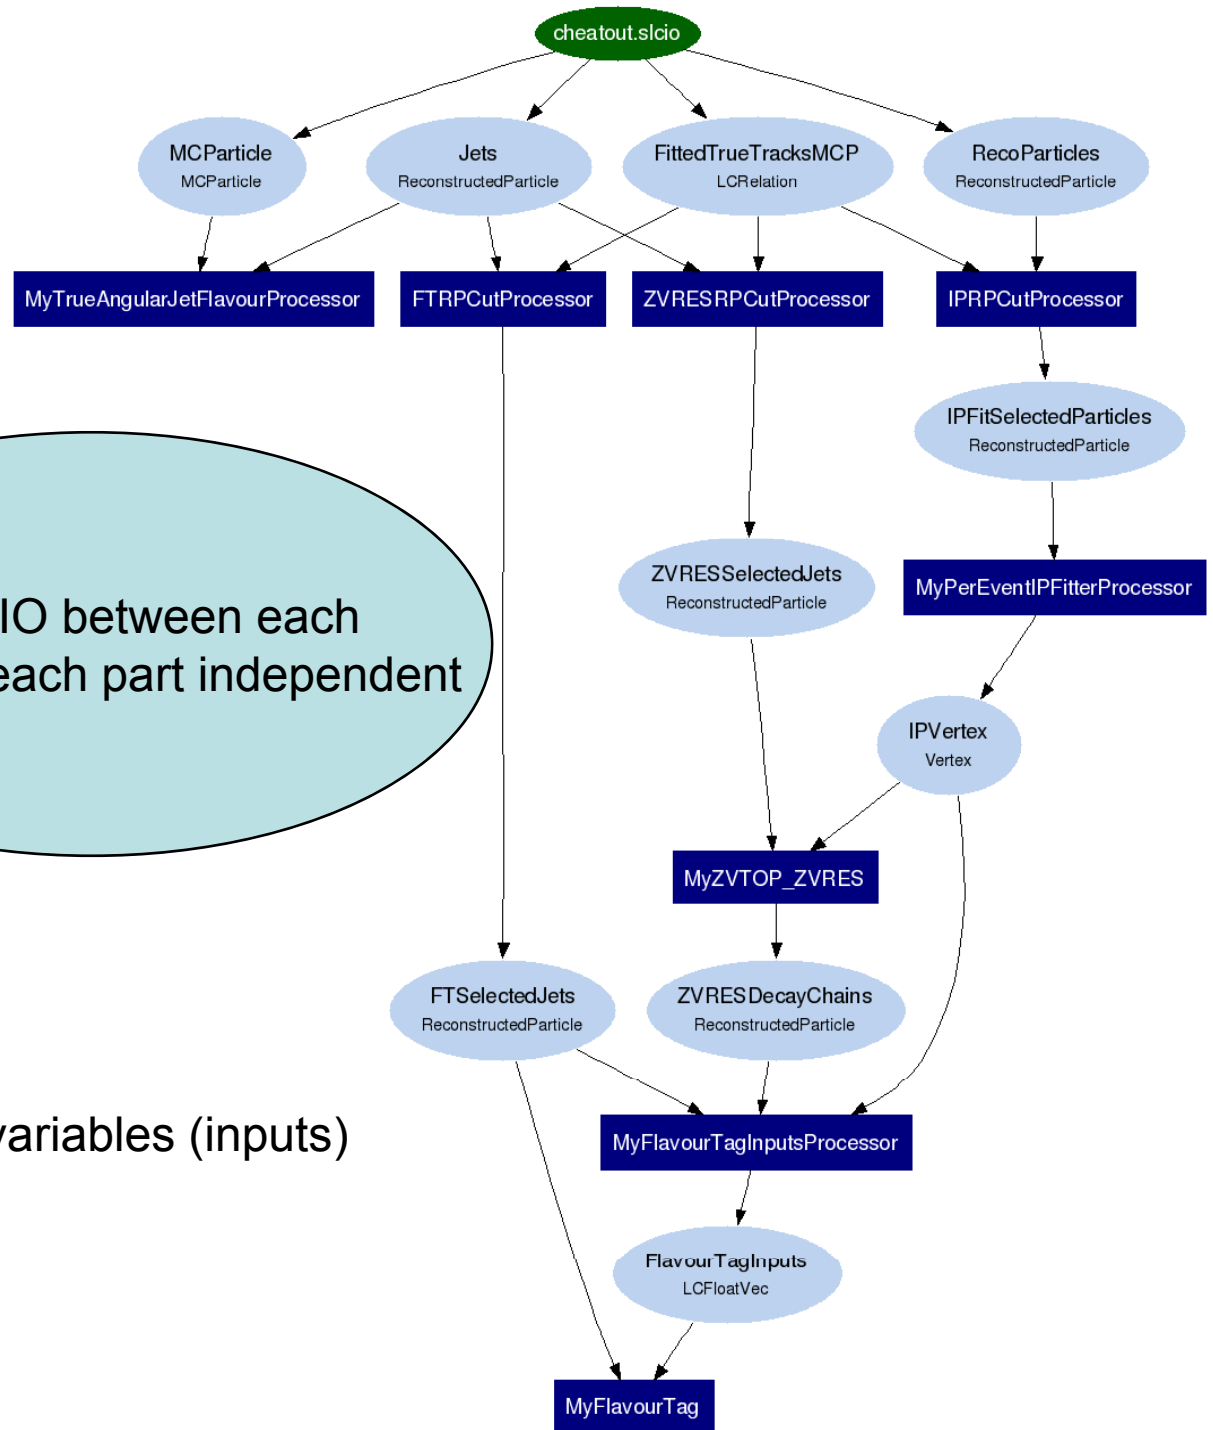 cheatout.slcio
MCParticle
MCParticle
Jets
ReconstructedParticle
FittedTrueTracksMCP
LCRelation
RecoParticles
ReconstructedParticle
MyTrueAngularJetFlavourProcessor
FTRPCutProcessor
ZVRESRPCutProcessor
IPRPCutProcessor
IPFitSelectedParticles
ReconstructedParticle
ZVRESSelectedJets
ReconstructedParticle
MyPerEventIPFitterProcessor
IO between each
each part independent
IPVertex
Vertex
MyZVTOP_ZVRES
FTSelectedJets
ReconstructedParticle
ZVRESDecayChains
ReconstructedParticle
variables (inputs)
MyFlavourTagInputsProcessor
FlavourTagInputs
LCFloatVec
MyFlavourTag